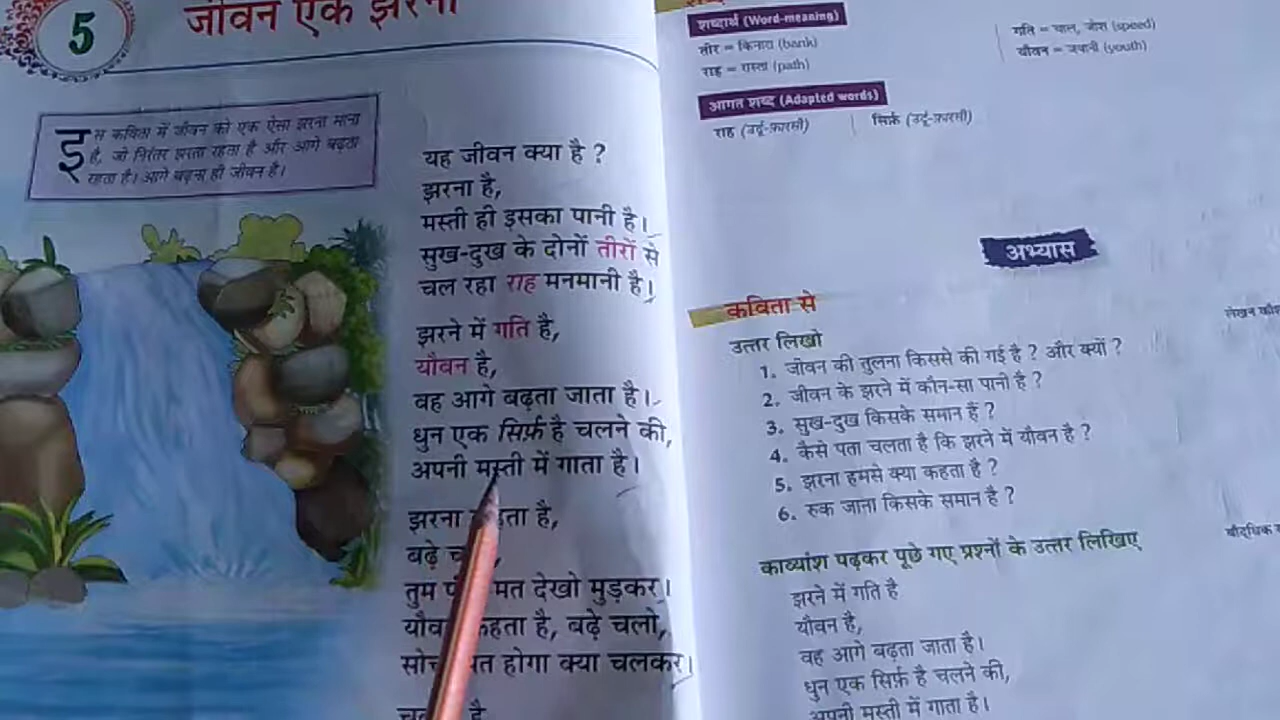 5
जीवन एक झरना
इस कविता में जीवन को एक ऐसा झरना माना
है, जो निरंतर झरता रहता है और आगे बढ़ता
रहता है। आगे बढ़ना ही जीवन है।
यह जीवन क्या है ?
झरना है,
मस्ती ही इसका पानी है।
सुख-दुख के दोनों तीरों से
चल रहा राह मनमानी है।
झरने में गति है,
यौवन है,
वह आगे बढ़ता जाता है।
धुन एक सिर्फ़ है चलने की,
अपनी मस्ती में गाता है।
झरना है,
बढ़े
तुम मत देखो मुड़कर।
कहता है, बढ़े चलो,
होगा क्या चलकर।
है
शब्दार्थ (Word-meaning)
तीर = किनारा (bank)
राह = रास्ता (path)
गति = चाल, जोश (speed)
यौवन = जवानी (youth)
आगत शब्द (Adapted words)
राह (उर्दू-फ़ारसी)
सिर्फ़ (उर्दू-फ़ारसी)
अभ्यास
कविता से
लेखन
उत्तर लिखो
1. जीवन की तुलना किससे की गई है ? और क्यों ?
2. जीवन के झरने में कौन-सा पानी है ?
3. सुख-दुख किसके समान हैं ?
4. कैसे पता चलता है कि झरने में यौवन है ?
5. झरना हमसे क्या कहता है ?
6. रुक जाना किसके समान है ?
काव्यांश पढ़कर पूछे गए प्रश्नों के उत्तर लिखिए
बौद्धिक
झरने में गति है
यौवन है,
वह आगे बढ़ता जाता है।
धुन एक सिर्फ़ है चलने की,
अपनी मस्ती में गाता है।